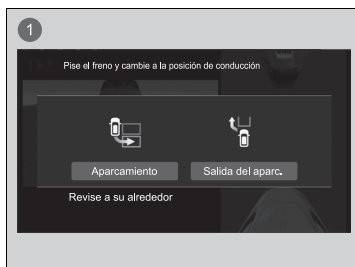 1
Pise el freno y cambie a la posición de conducción
Aparcamiento
Salida del aparc.
Revise a su alrededor